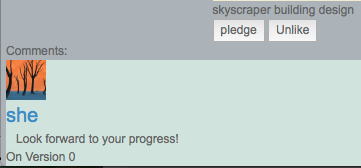 skyscraper building design
pledge Unlike
Comments:
she
Look forward to your progress!
On Version 0